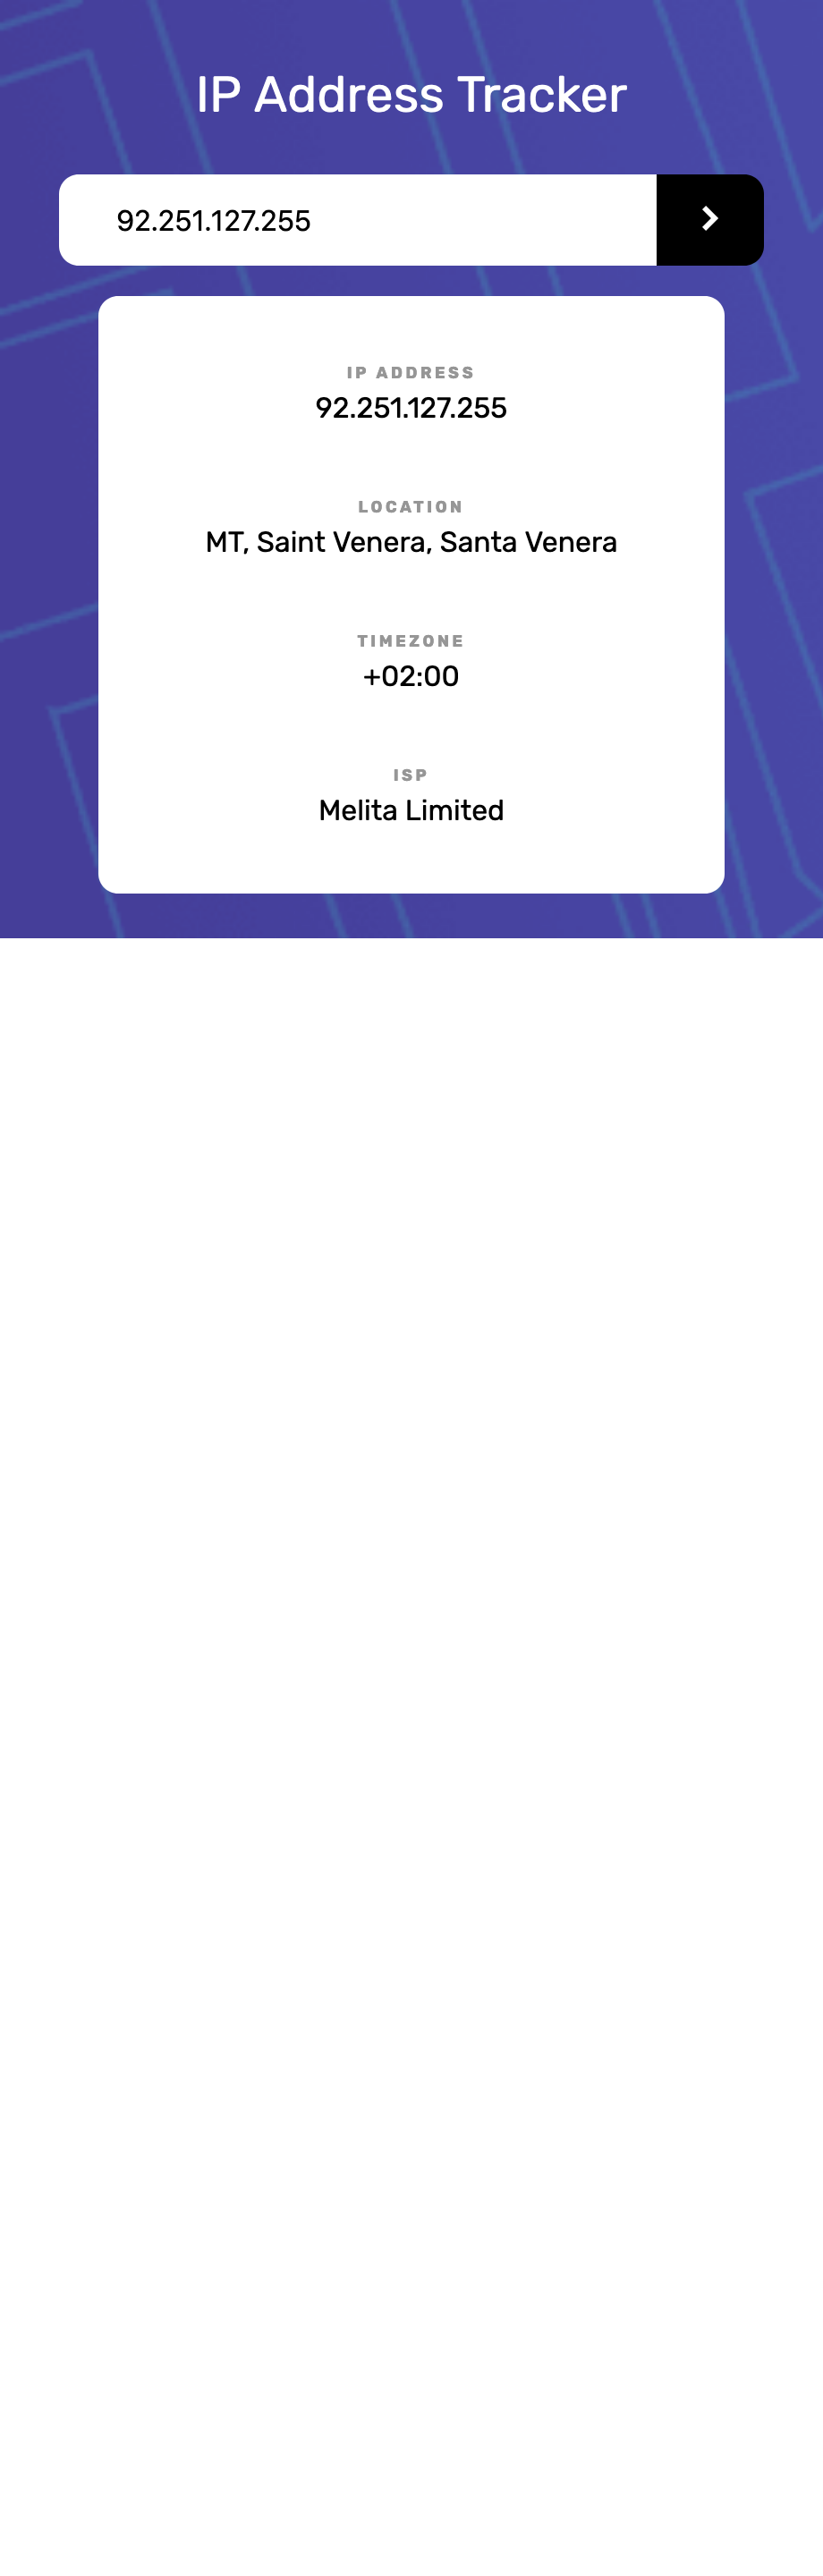 IP Address Tracker
92.251.127.255
IP ADDRESS
92.251.127.255
LOCATION
MT, Saint Venera, Santa Venera
TIMEZONE
+02:00
ISP
Melita Limited